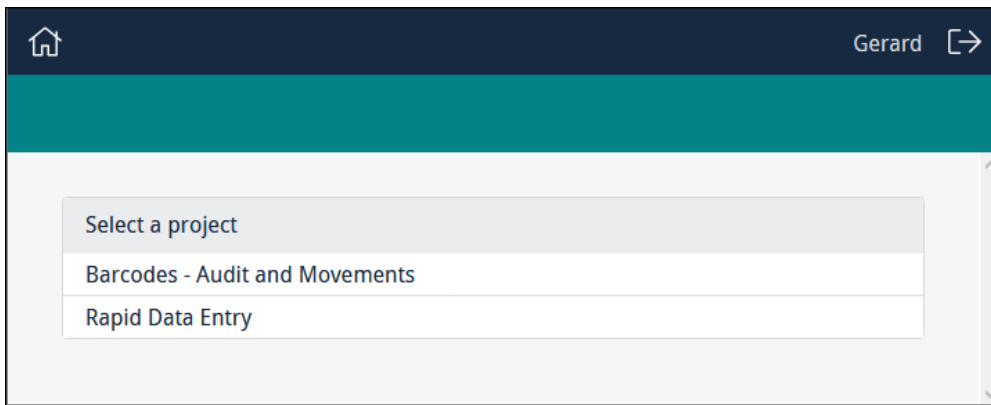 Gerard
Select a project
Barcodes - Audit and Movements
Rapid Data Entry